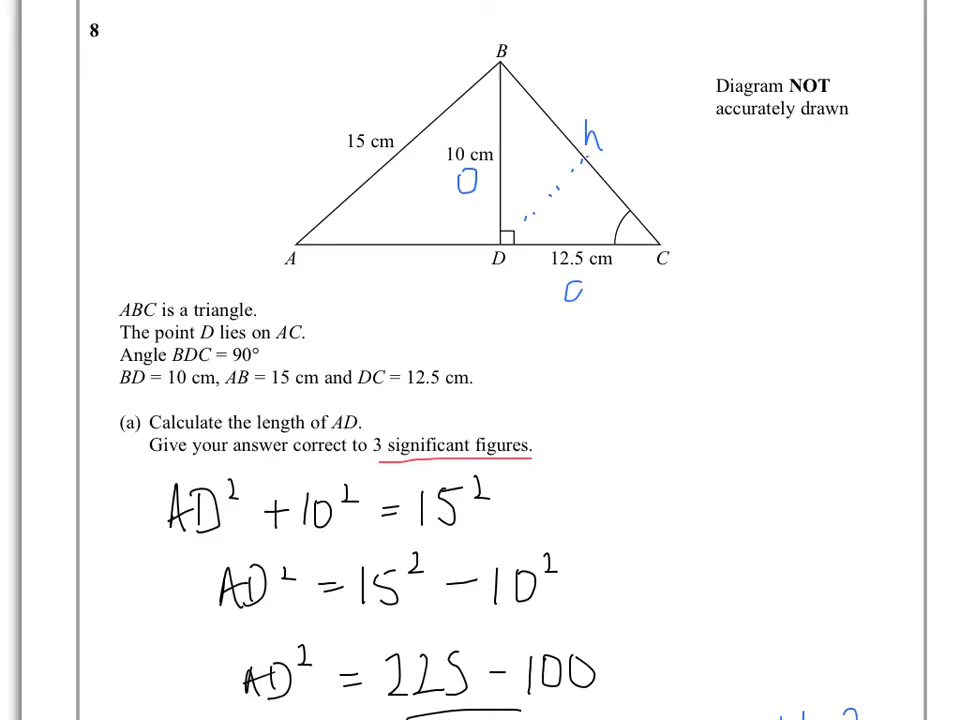 8
B
Diagram NOT
accurately drawn
15 cm
h
10 cm
O
A
D
12.5 cm
C
ABC is a triangle.
The point D lies on AC.
Angle BDC = 90°
BD = 10 cm, AB = 15 cm and DC = 12.5 cm.
(a) Calculate the length of AD.
Give your answer correct to 3 significant figures.
AD² + 10² = 15²
AD² = 15² − 10²
AD² = 225 − 100